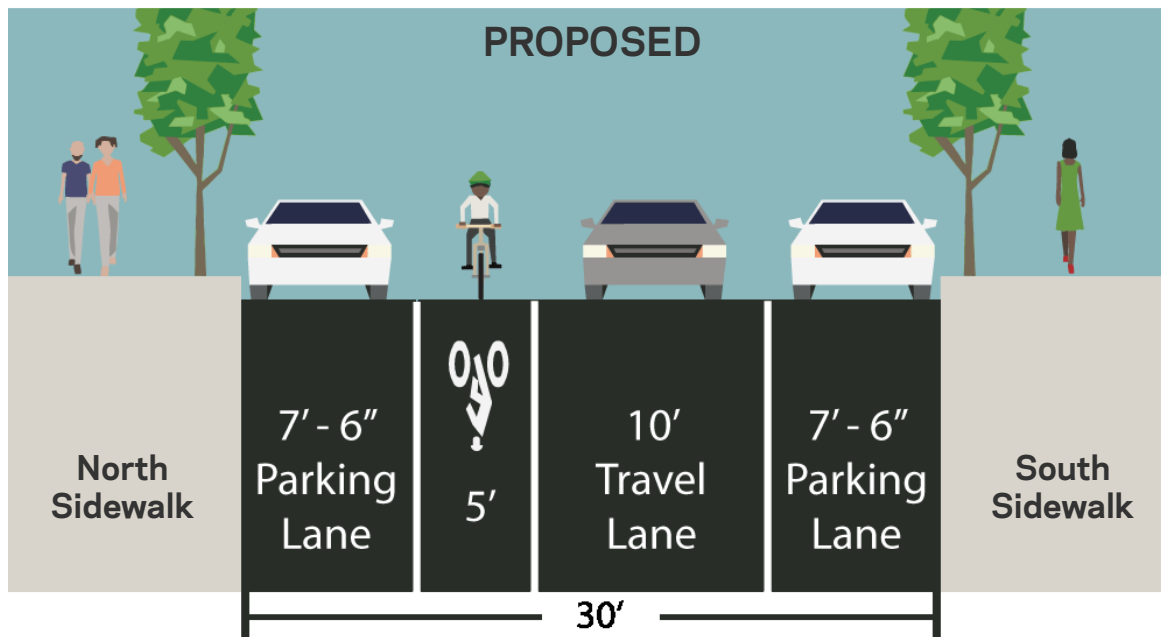 PROPOSED
North
Sidewalk
7’ - 6”
Parking
Lane
5’
10’
Travel
Lane
7’ - 6”
Parking
Lane
South
Sidewalk
30’